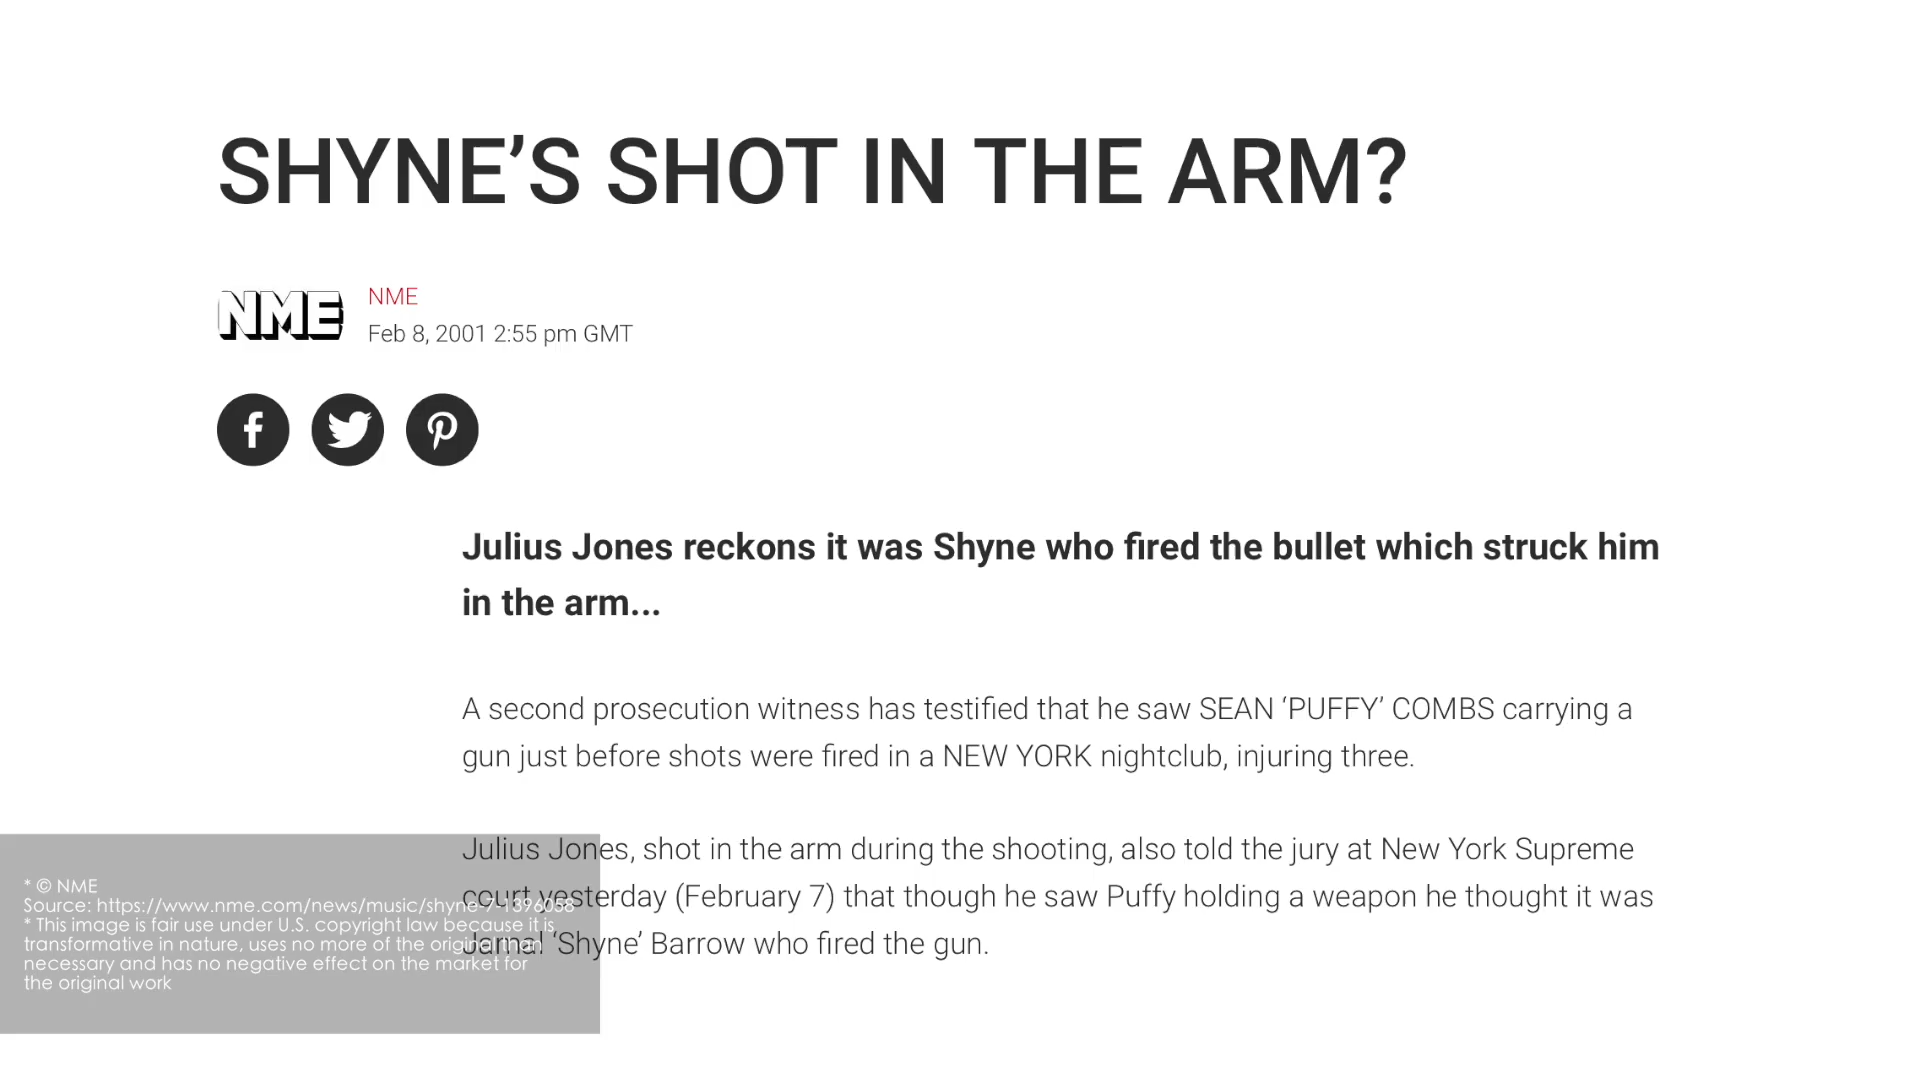 SHYNE’S SHOT IN THE ARM?
NME
NME
Feb 8, 2001 2:55 pm GMT
Julius Jones reckons it was Shyne who fired the bullet which struck him
in the arm...
A second prosecution witness has testified that he saw SEAN ‘PUFFY’ COMBS carrying a
gun just before shots were fired in a NEW YORK nightclub, injuring three.
Julius Jones, shot in the arm during the shooting, also told the jury at New York Supreme
court yesterday (February 7) that though he saw Puffy holding a weapon he thought it was
Jamal ‘Shyne’ Barrow who fired the gun.
* © NME
Source: https://www.nme.com/news/music/shyne-7-1396058
* This image is fair use under U.S. copyright law because it is
transformative in nature, uses no more of the original than
necessary and has no negative effect on the market for
the original work